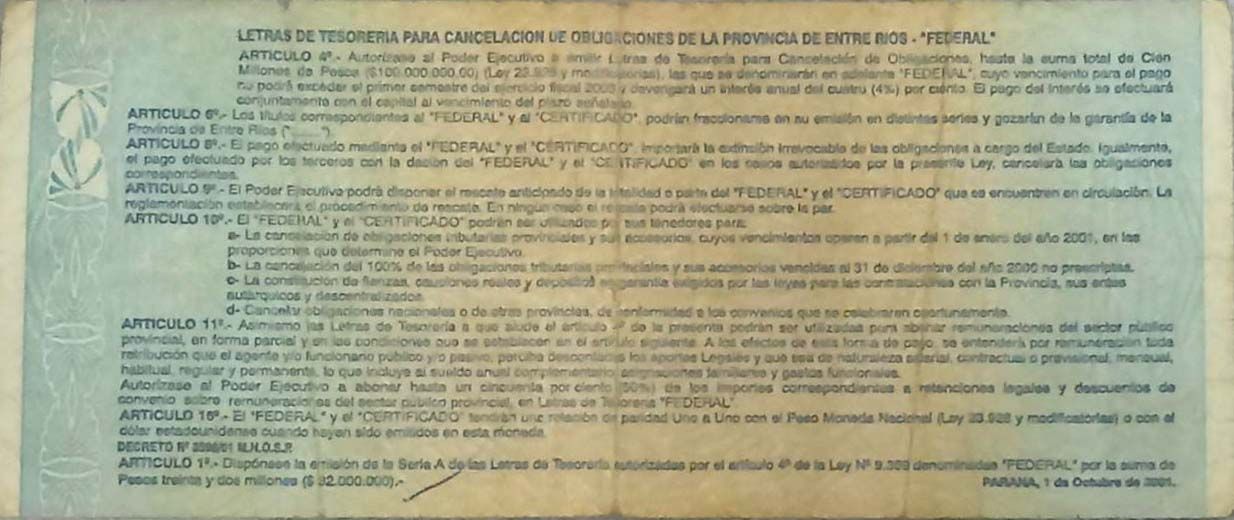 LETRAS DE TESORERIA PARA CANCELACION DE OBLIGACIONES DE LA PROVINCIA DE ENTRE RIOS - "FEDERAL"
ARTICULO 4º.- Autorízase al Poder Ejecutivo a emitir Letras de Tesorería para Cancelación de Obligaciones, hasta la suma total de Cien
Millones de Pesos ($100.000.000,00) (Ley 23.928 y modificatorias), las que se denominarán en adelante "FEDERAL", cuyo vencimiento para el pago
no podrá exceder el primer semestre del ejercicio fiscal 2003 y devengará un interés anual del cuatro (4%) por ciento. El pago del interés se efectuará
conjuntamente con el capital al vencimiento del plazo señalado.
ARTICULO 6º.- Los títulos correspondientes al "FEDERAL" y al "CERTIFICADO", podrán fraccionarse en su emisión en distintas series y gozarán de la garantía de la
Provincia de Entre Ríos ("____").
ARTICULO 8º.- El pago efectuado mediante el "FEDERAL" y el "CERTIFICADO", importará la extinción irrevocable de las obligaciones a cargo del Estado. Igualmente,
el pago efectuado por los terceros con la dación del "FEDERAL" y el "CERTIFICADO" en los casos autorizados por la presente Ley, cancelará las obligaciones
correspondientes.
ARTICULO 9º.- El Poder Ejecutivo podrá disponer el rescate anticipado de la totalidad o parte del "FEDERAL" y el "CERTIFICADO" que se encuentren en circulación. La
reglamentación establecerá el procedimiento de rescate. En ningún caso el rescate podrá efectuarse sobre la par.
ARTICULO 10º.- El "FEDERAL" y el "CERTIFICADO" podrán ser utilizados por sus tenedores para:
a- La cancelación de obligaciones tributarias provinciales y sus accesorios, cuyos vencimientos operen a partir del 1 de enero del año 2001, en las
proporciones que determine el Poder Ejecutivo.
b- La cancelación del 100% de las obligaciones tributarias provinciales y sus accesorios vencidas al 31 de diciembre del año 2000 no prescriptas.
c- La constitución de fianzas, cauciones reales y depósitos en garantía exigidos por las leyes para las contrataciones con la Provincia, sus entes
autárquicos y descentralizados.
d- Cancelar obligaciones nacionales o de otras provincias, de conformidad a los convenios que se celebraren oportunamente.
ARTICULO 11º.- Asimismo las Letras de Tesorería a que alude el artículo 4º de la presente podrán ser utilizadas para abonar remuneraciones del sector público
provincial, en forma parcial y en las condiciones que se establecen en el artículo siguiente. A los efectos de esta forma de pago, se entenderá por remuneración toda
retribución que el agente y/o funcionario público y/o pasivo, perciba descontados los aportes Legales y que sea de naturaleza salarial, contractual o previsional, mensual,
habitual, regular y permanente, lo que incluye al sueldo anual complementario, asignaciones familiares y gastos funcionales.
Autorízase al Poder Ejecutivo a abonar hasta un cincuenta por ciento (50%) de los importes correspondientes a retenciones legales y descuentos de
convenio sobre remuneraciones del sector público provincial, en Letras de Tesorería "FEDERAL".
ARTICULO 16º.- El "FEDERAL" y el "CERTIFICADO" tendrán una relación de paridad Uno a Uno con el Peso Moneda Nacional (Ley 23.928 y modificatorias) o con el
dólar estadounidense cuando hayan sido emitidos en esta moneda.
DECRETO Nº 3598/01 M.H.O.S.P.
ARTICULO 1º.- Dispónese la emisión de la Serie A de las Letras de Tesorería autorizadas por el artículo 4º de la Ley Nº 9.359 denominadas "FEDERAL" por la suma de
Pesos treinta y dos millones ($ 32.000.000).-
PARANA, 1 de Octubre de 2001.